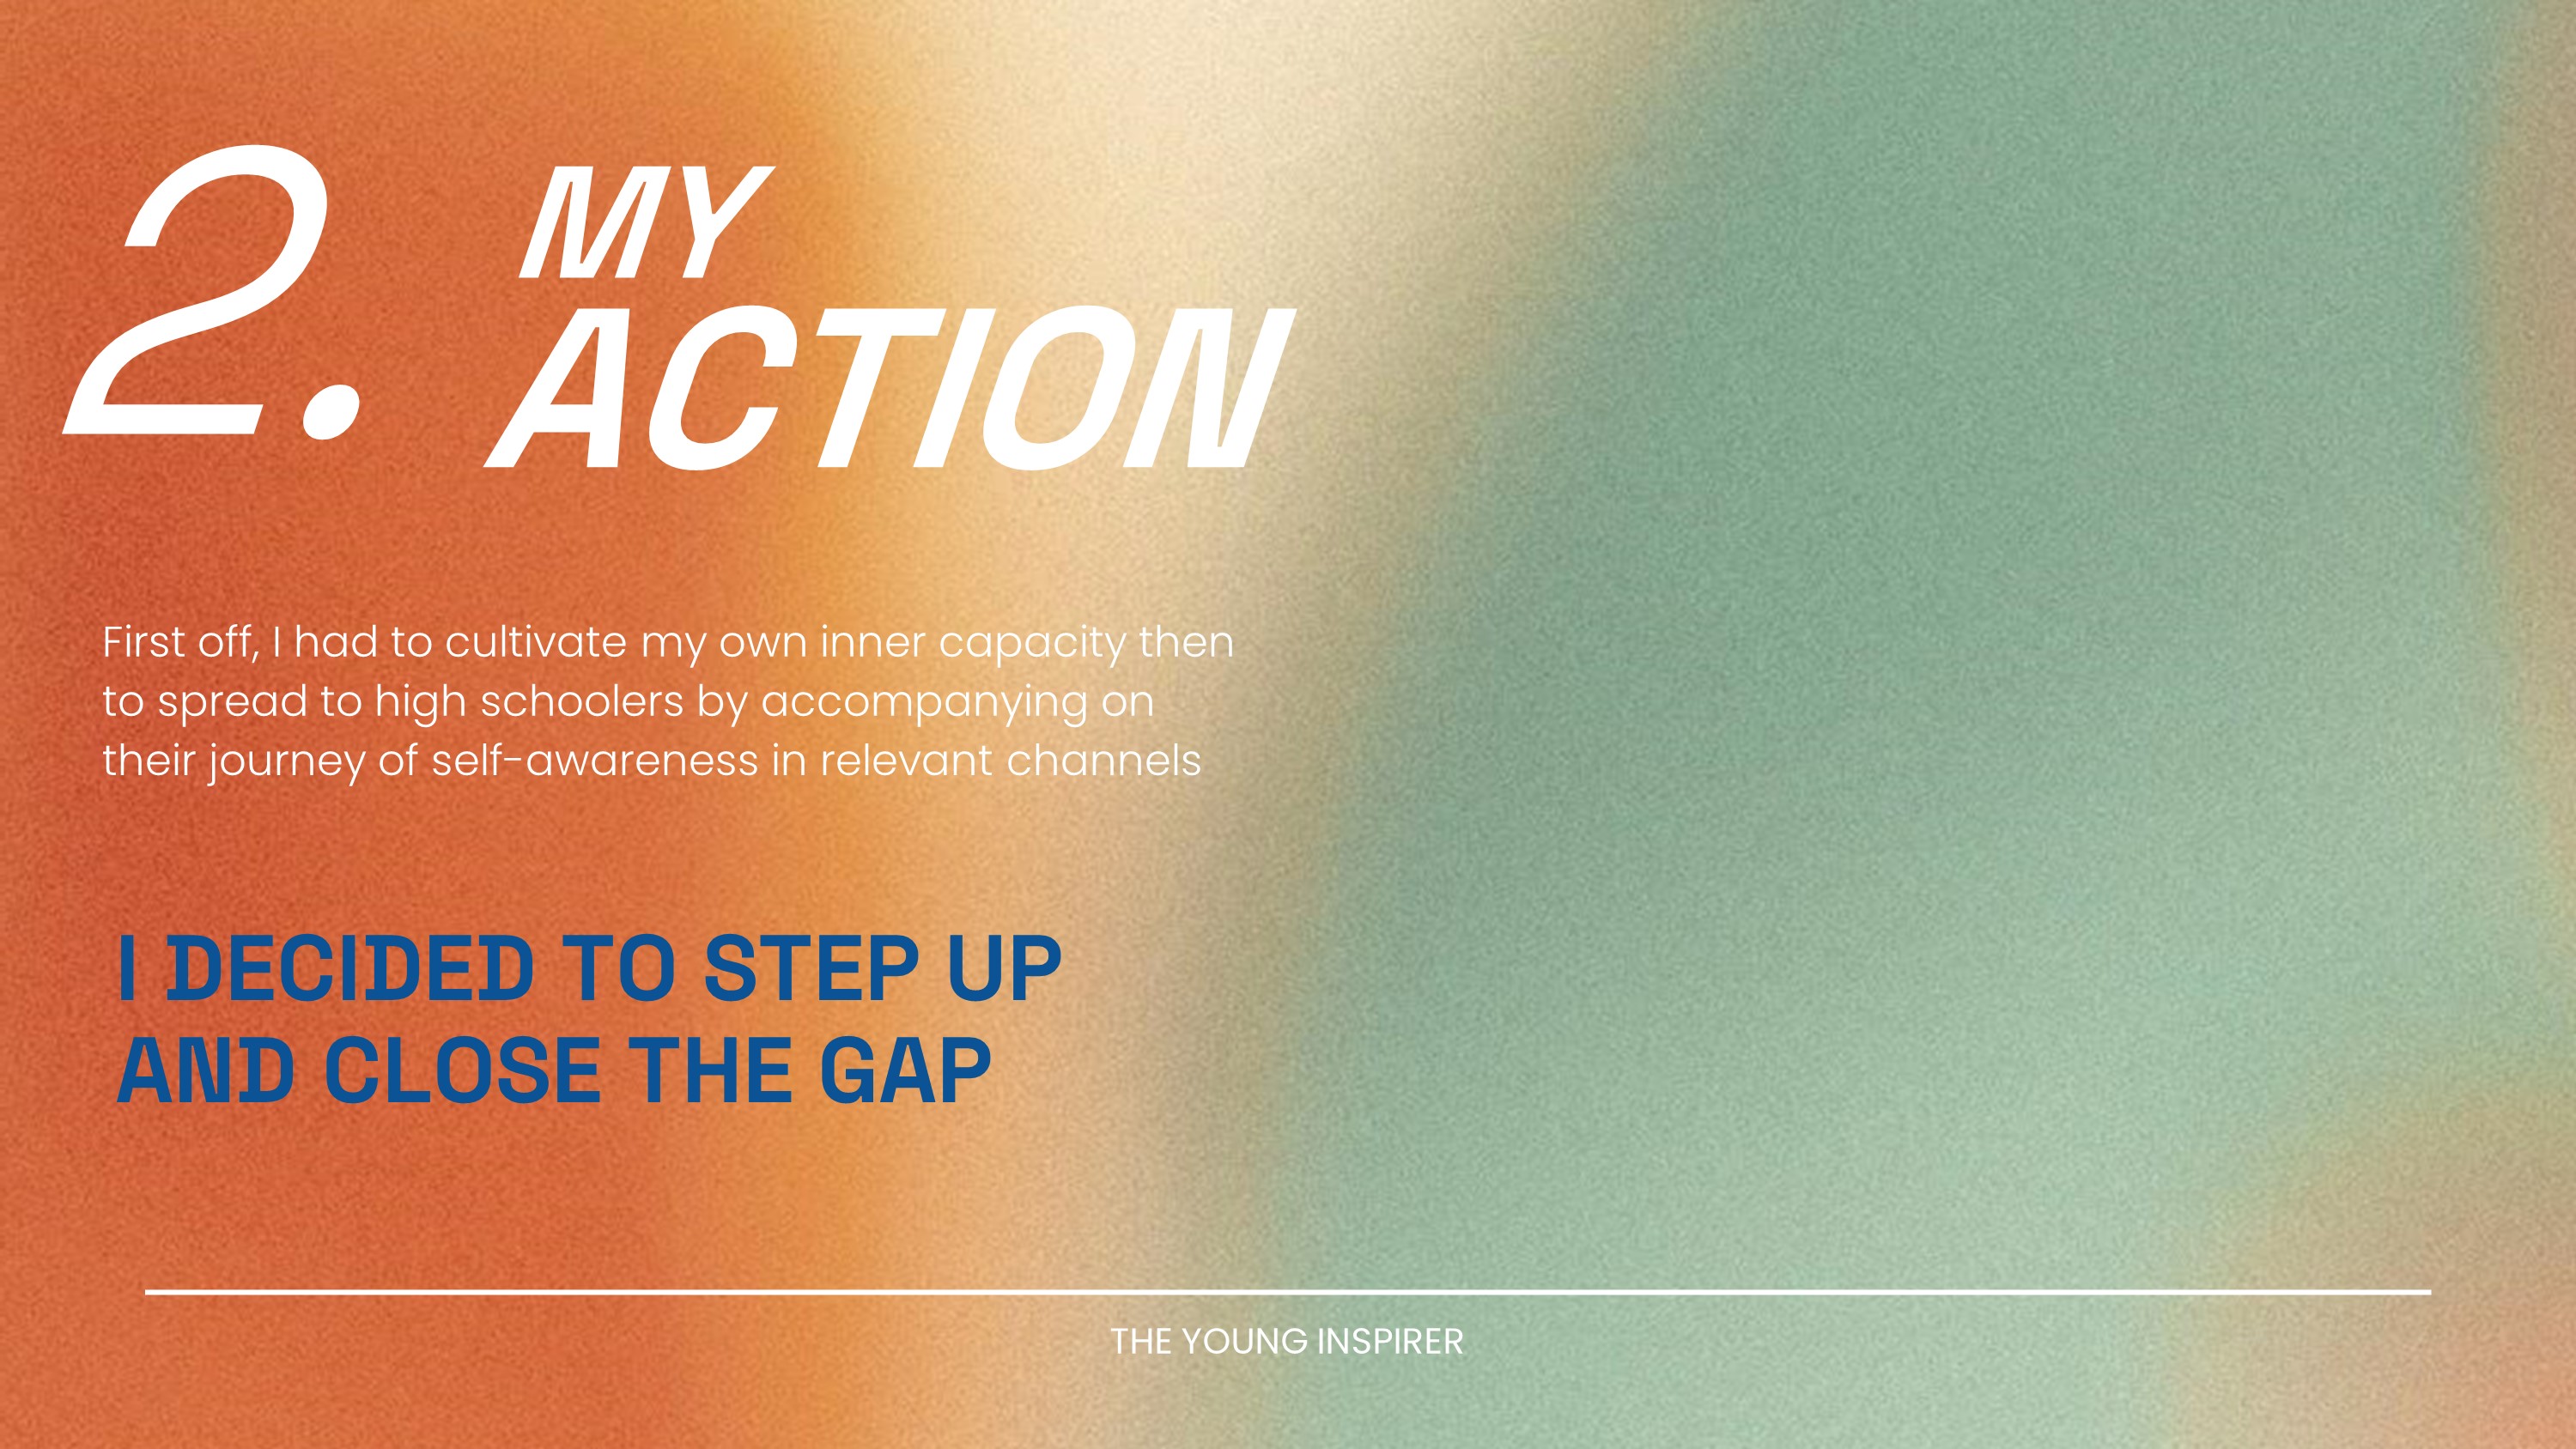 2.
MY
ACTION
First off, I had to cultivate my own inner capacity then
to spread to high schoolers by accompanying on
their journey of self-awareness in relevant channels
I DECIDED TO STEP UP
AND CLOSE THE GAP
THE YOUNG INSPIRER